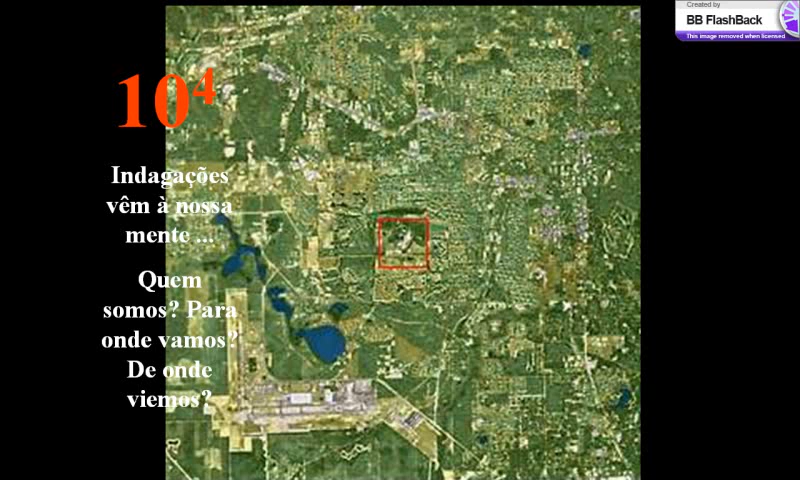 Created by
BB FlashBack
This image removed when licensed
10⁴
Indagações
vêm à nossa
mente ...
Quem
somos? Para
onde vamos?
De onde
viemos?